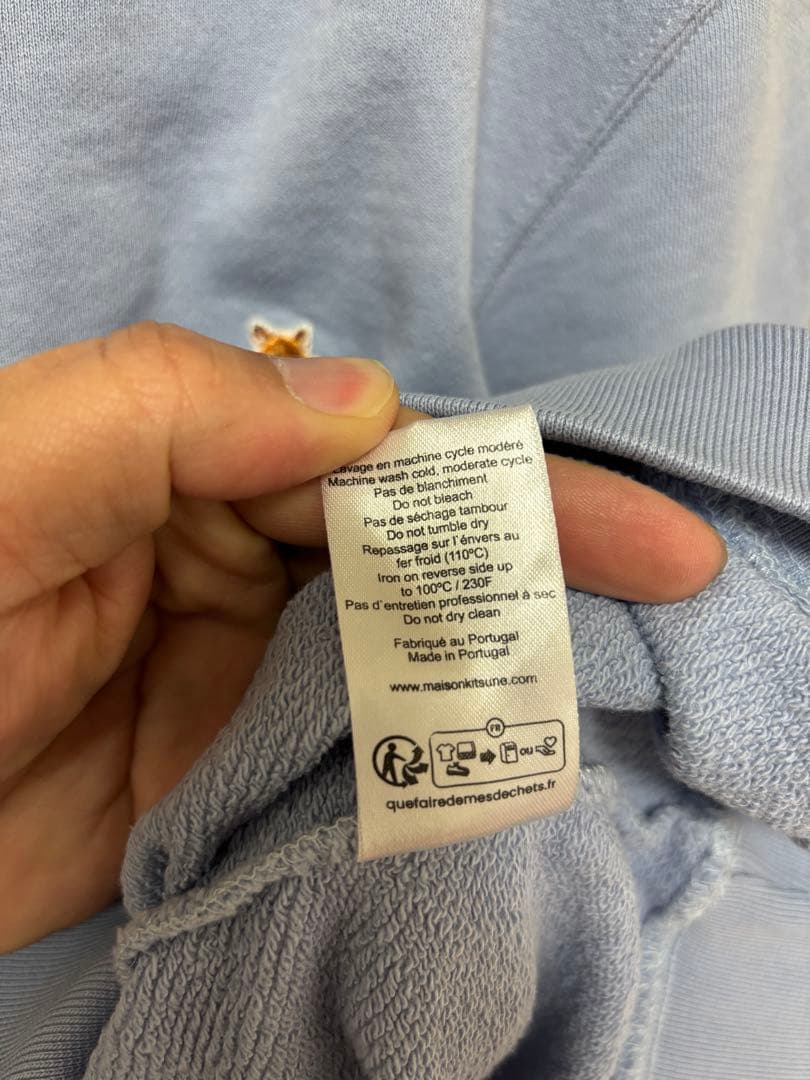 Lavage en machine cycle modéré
Machine wash cold, moderate cycle
Pas de blanchiment
Do not bleach
Pas de séchage tambour
Do not tumble dry
Repassage sur l'énvers au
fer froid (110°C)
Iron on reverse side up
to 100°C / 230F
Pas d'entretien professionnel à sec
Do not dry clean
Fabriqué au Portugal
Made in Portugal
www.maisonkitsune.com
FR
ou
quefairedemesdechets.fr